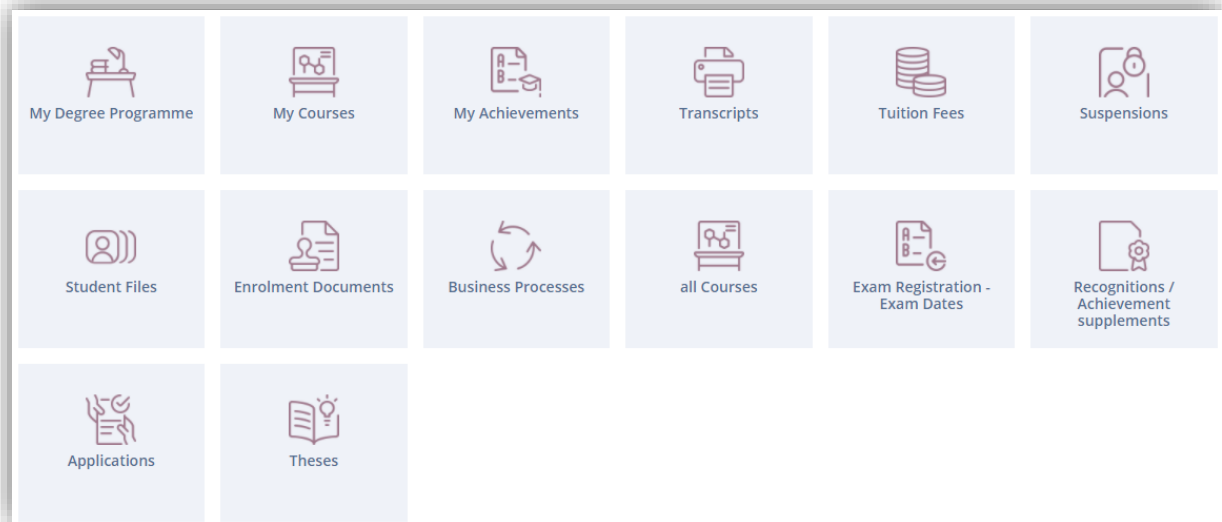 My Degree Programme
My Courses
My Achievements
Transcripts
Tuition Fees
Suspensions
Student Files
Enrolment Documents
Business Processes
all Courses
Exam Registration -
Exam Dates
Recognitions /
Achievement
supplements
Applications
Theses